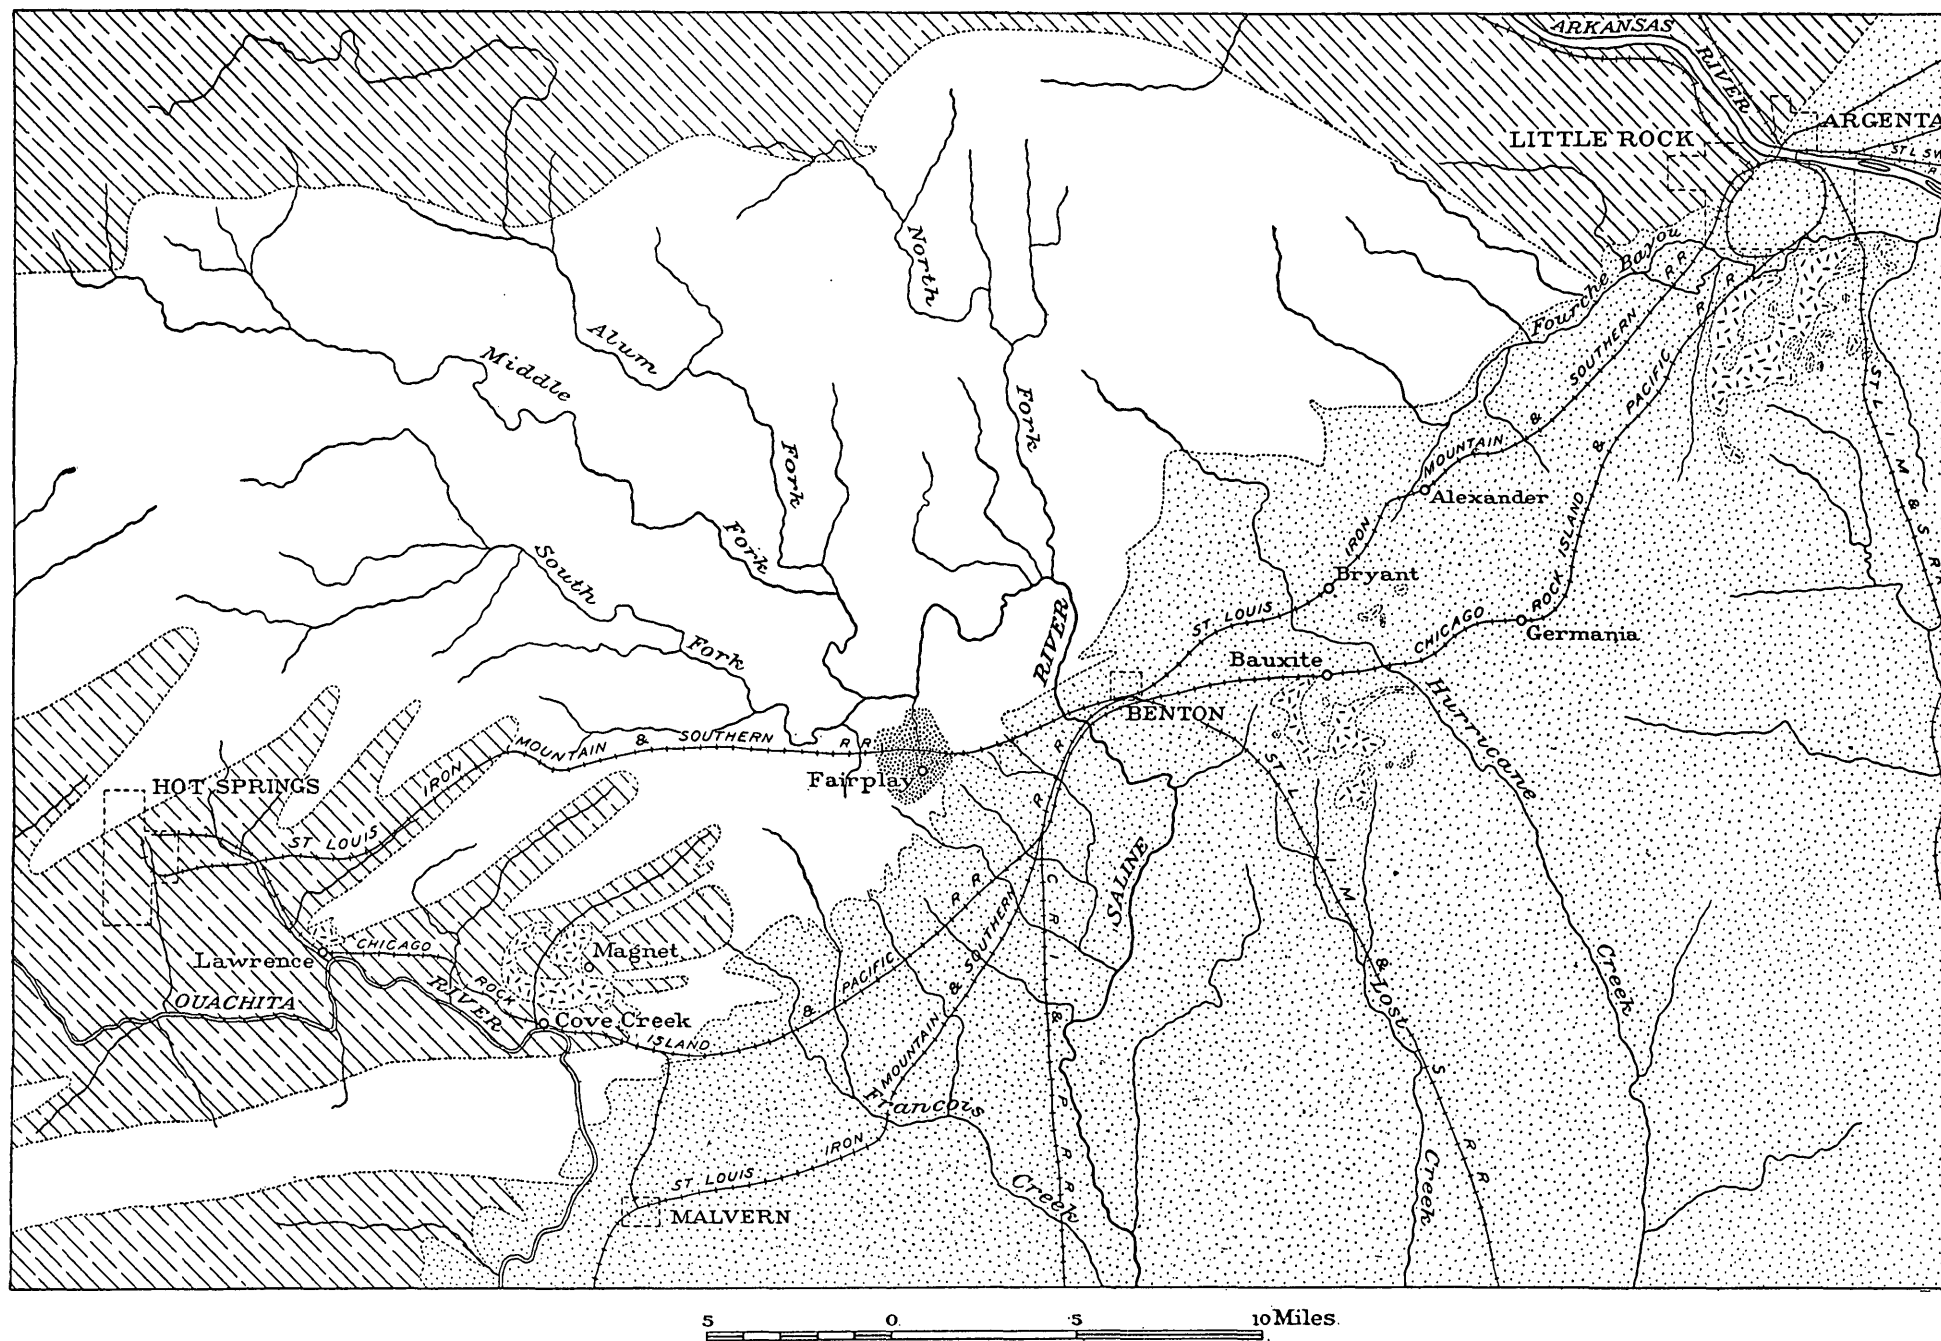 ARKANSAS
RIVER
ARGENTA
LITTLE ROCK
ST L SW
R
North
Fork
Fourche Bayou
R R
R R
Alum
Fork
Middle
Fork
South
Fork
ST LOUIS IRON MOUNTAIN & SOUTHERN
Alexander
CHICAGO ROCK ISLAND & PACIFIC
ST L I M & S R R
Bryant
Germania
Bauxite
RIVER
BENTON
Hurricane
Creek
ST LOUIS IRON MOUNTAIN & SOUTHERN R R
Fairplay
HOT SPRINGS
SALINE
ST L I M & S R R
Lost
Creek
C R I & P R R
Magnet
Lawrence
OUACHITA
RIVER
Cove Creek
CHICAGO ROCK ISLAND & PACIFIC R R
ST LOUIS IRON MOUNTAIN & SOUTHERN R R
Francois
Creek
MALVERN
5 0 5 10 Miles.